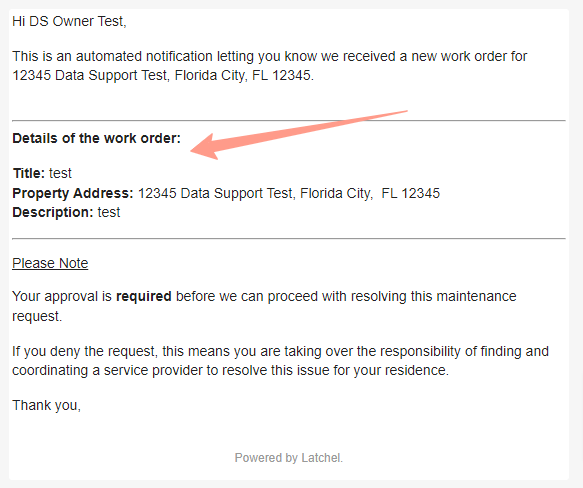 Hi DS Owner Test,
This is an automated notification letting you know we received a new work order for
12345 Data Support Test, Florida City, FL 12345.
Details of the work order:
Title: test
Property Address: 12345 Data Support Test, Florida City,  FL 12345
Description: test
Please Note
Your approval is required before we can proceed with resolving this maintenance
request.
If you deny the request, this means you are taking over the responsibility of finding and
coordinating a service provider to resolve this issue for your residence.
Thank you,
Powered by Latchel.